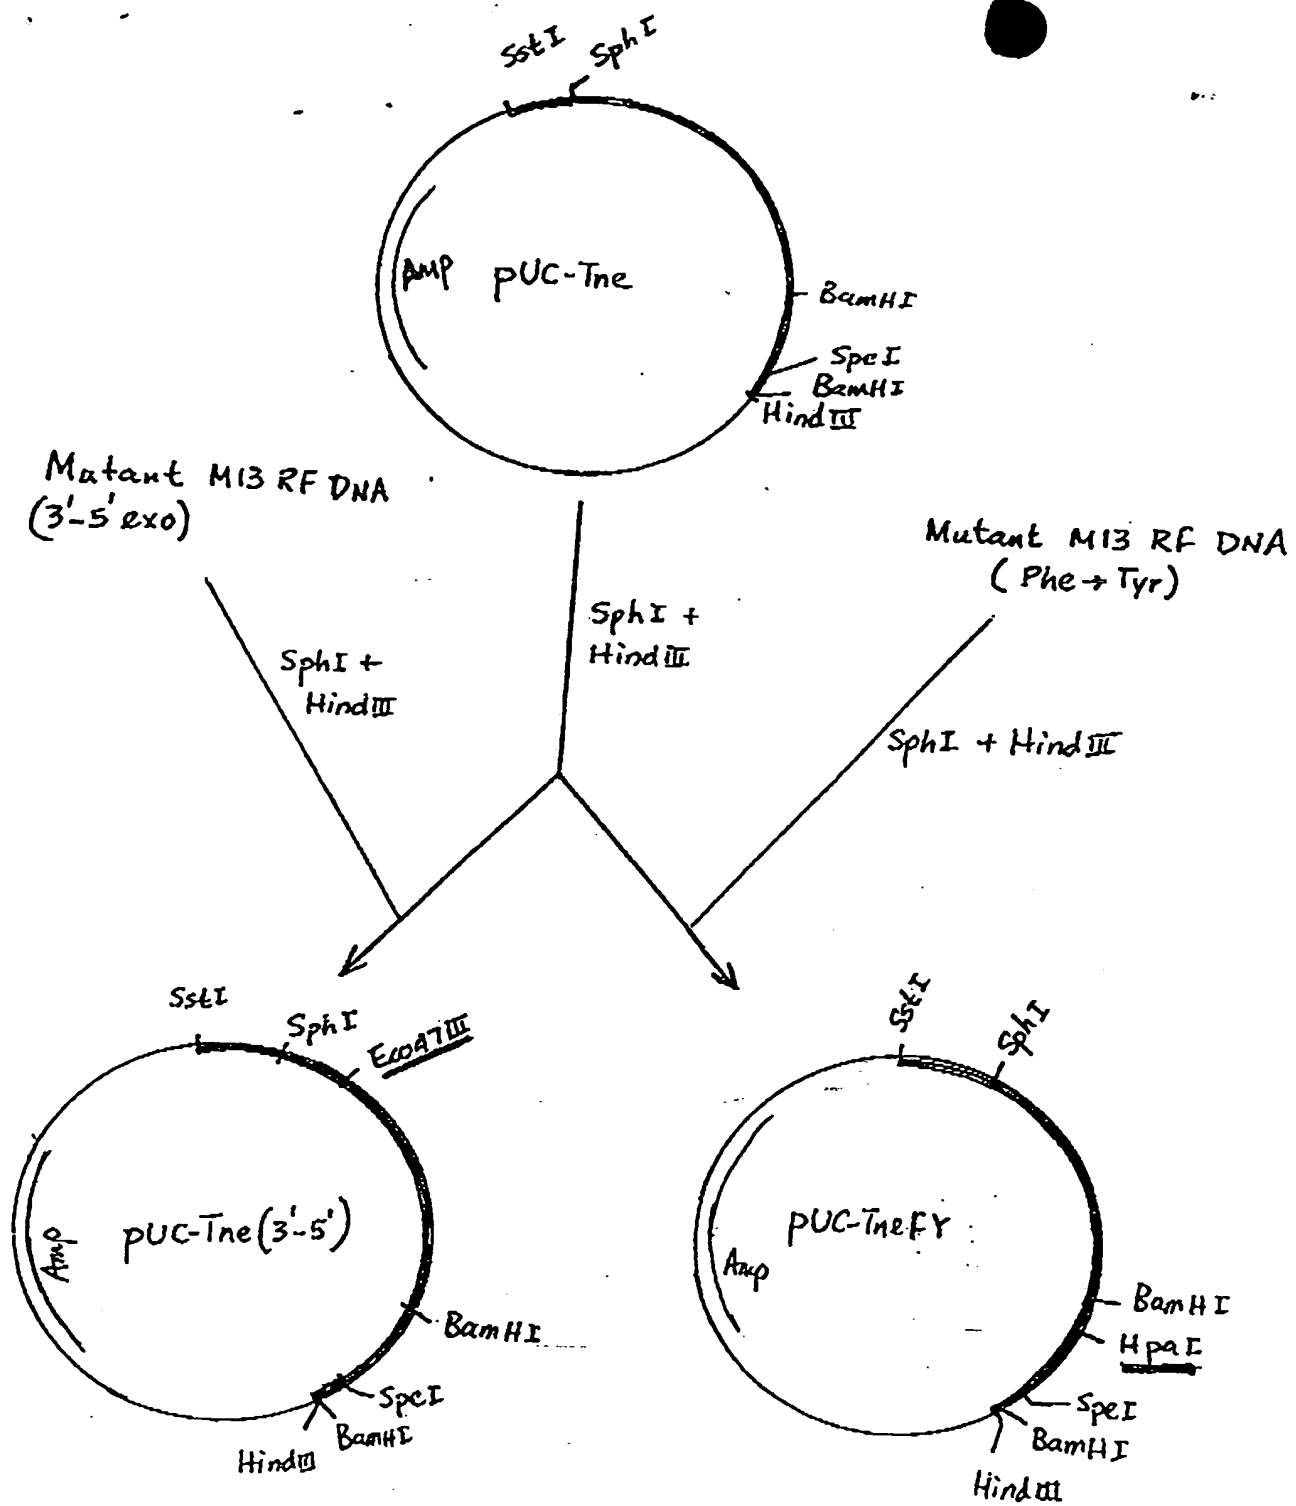 SstI
SphI
Amp
pUC-Tne
BamHI
SpeI
BamHI
HindIII
Mutant M13 RF DNA
(3'-5' exo)
Mutant M13 RF DNA
(Phe→Tyr)
SphI +
HindIII
SphI +
HindIII
SphI + HindIII
SstI
SphI
Eco47III
Amp
pUC-Tne(3'-5')
BamHI
SpeI
BamHI
HindIII
SstI
SphI
Amp
pUC-TneFY
BamHI
HpaI
SpeI
BamHI
HindIII